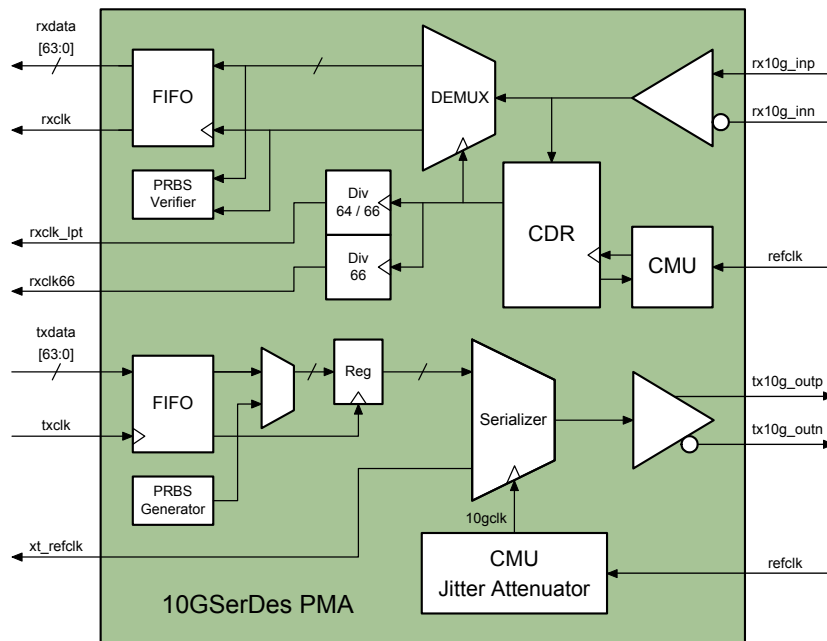 rxdata
[63:0]
FIFO
DEMUX
rx10g_inp
rxclk
rx10g_inn
PRBS
Verifier
Div
64 / 66
rxclk_lpt
CDR
CMU
refclk
Div
66
rxclk66
txdata
[63:0]
FIFO
Reg
Serializer
tx10g_outp
txclk
tx10g_outn
PRBS
Generator
10gclk
xt_refclk
CMU
Jitter Attenuator
refclk
10GSerDes PMA